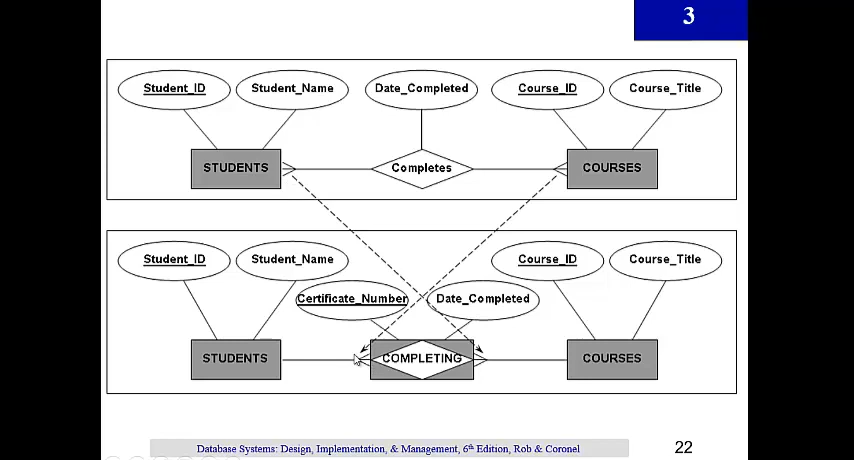 3
Student_ID Student_Name Date_Completed Course_ID Course_Title
STUDENTS Completes COURSES
Student_ID Student_Name Course_ID Course_Title
Certificate_Number Date_Completed
STUDENTS COMPLETING COURSES
Database Systems: Design, Implementation, & Management, 6th Edition, Rob & Coronel 22